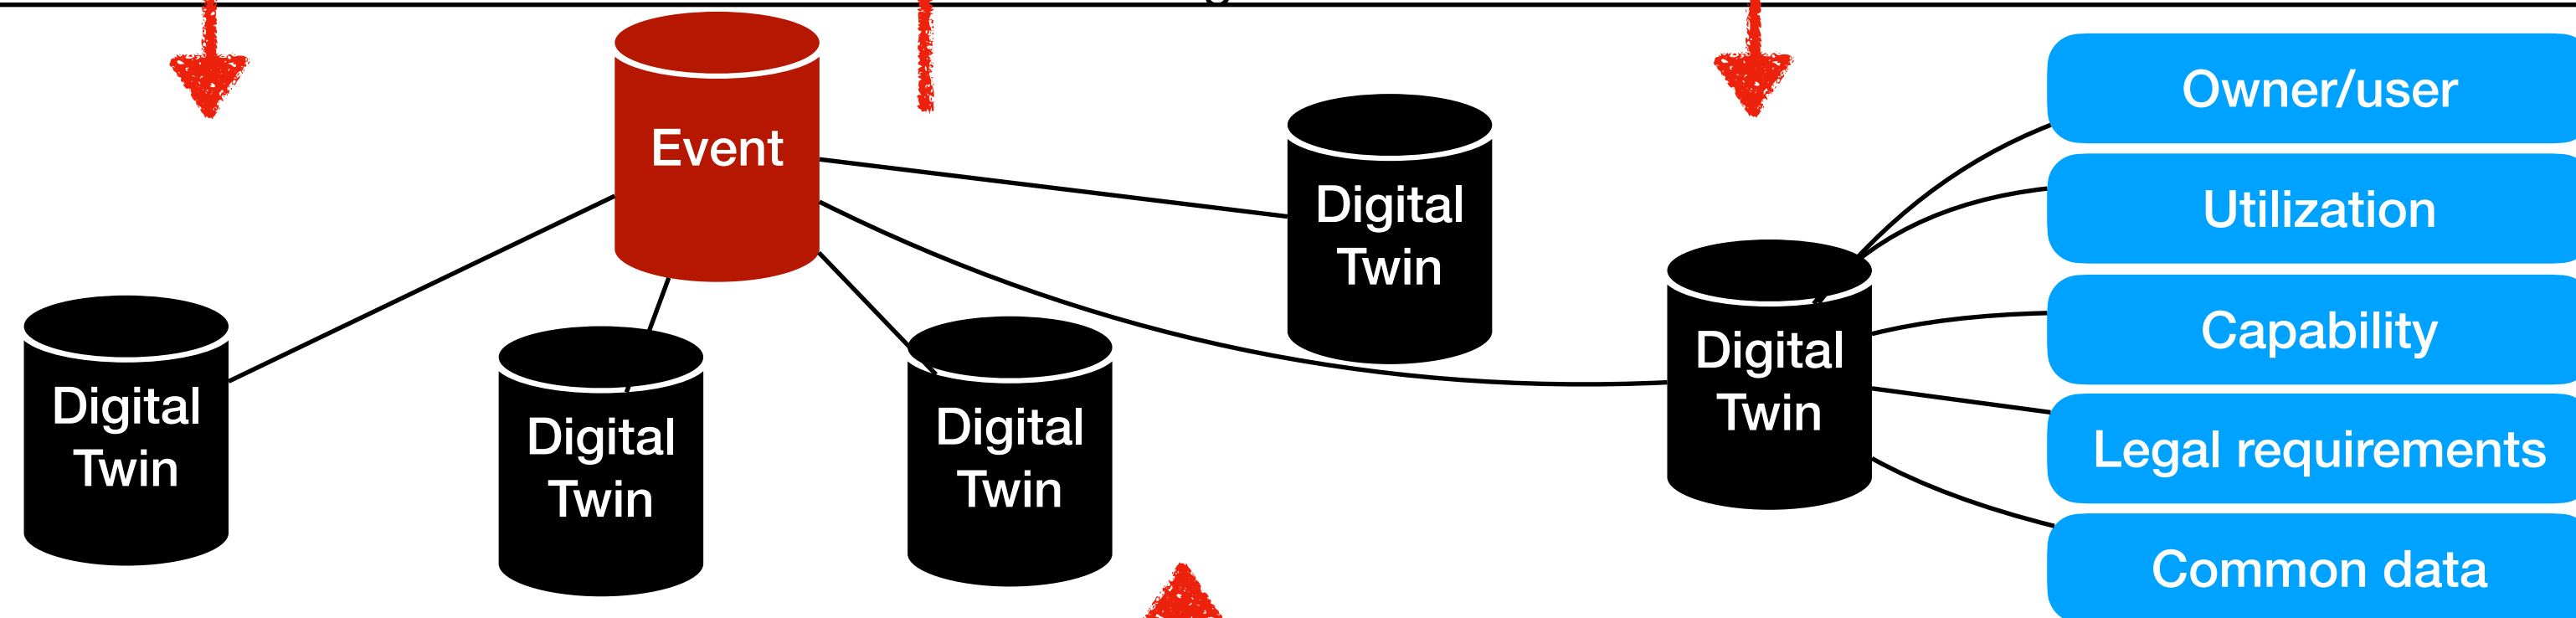 Event
Digital
Twin
Digital
Twin
Digital
Twin
Digital
Twin
Digital
Twin
Owner/user
Utilization
Capability
Legal requirements
Common data